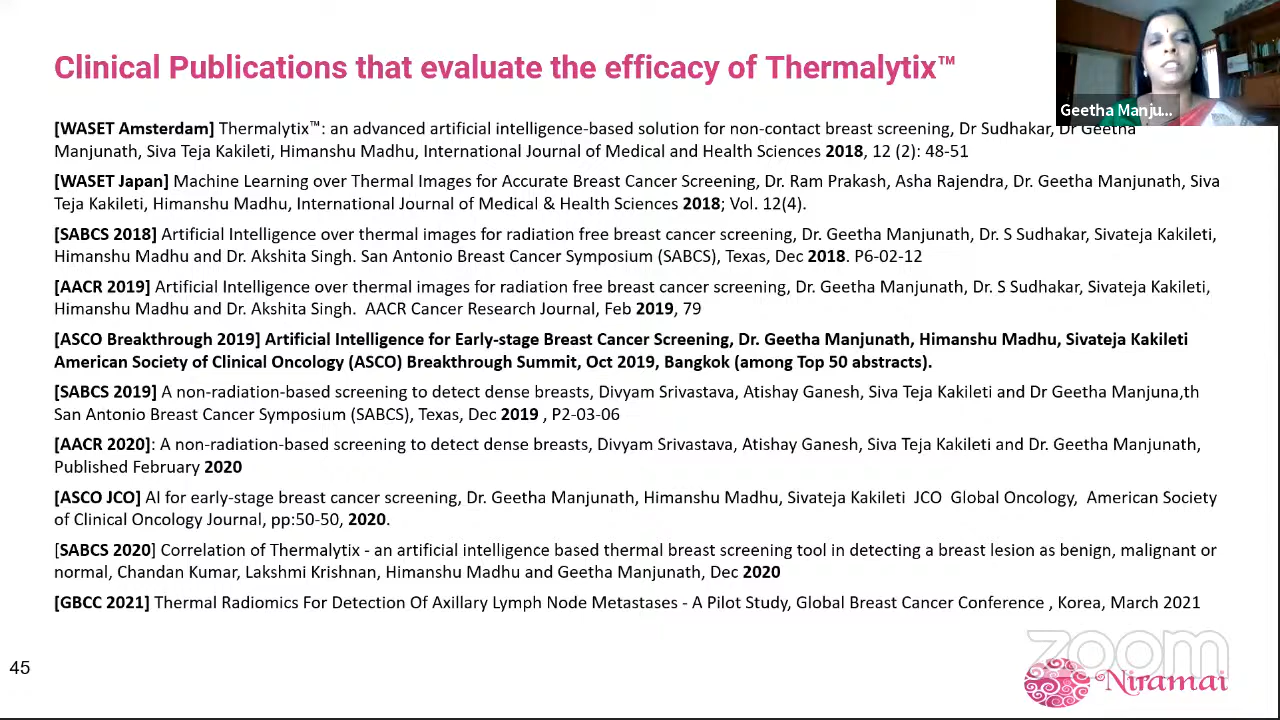 Clinical Publications that evaluate the efficacy of Thermalytix™
Geetha Manju...
[WASET Amsterdam] Thermalytix™: an advanced artificial intelligence-based solution for non-contact breast screening, Dr Sudhakar, Dr Geetha
Manjunath, Siva Teja Kakileti, Himanshu Madhu, International Journal of Medical and Health Sciences 2018, 12 (2): 48-51
[WASET Japan] Machine Learning over Thermal Images for Accurate Breast Cancer Screening, Dr. Ram Prakash, Asha Rajendra, Dr. Geetha Manjunath, Siva
Teja Kakileti, Himanshu Madhu, International Journal of Medical & Health Sciences 2018; Vol. 12(4).
[SABCS 2018] Artificial Intelligence over thermal images for radiation free breast cancer screening, Dr. Geetha Manjunath, Dr. S Sudhakar, Sivateja Kakileti,
Himanshu Madhu and Dr. Akshita Singh. San Antonio Breast Cancer Symposium (SABCS), Texas, Dec 2018. P6-02-12
[AACR 2019] Artificial Intelligence over thermal images for radiation free breast cancer screening, Dr. Geetha Manjunath, Dr. S Sudhakar, Sivateja Kakileti,
Himanshu Madhu and Dr. Akshita Singh. AACR Cancer Research Journal, Feb 2019, 79
[ASCO Breakthrough 2019] Artificial Intelligence for Early-stage Breast Cancer Screening, Dr. Geetha Manjunath, Himanshu Madhu, Sivateja Kakileti
American Society of Clinical Oncology (ASCO) Breakthrough Summit, Oct 2019, Bangkok (among Top 50 abstracts).
[SABCS 2019] A non-radiation-based screening to detect dense breasts, Divyam Srivastava, Atishay Ganesh, Siva Teja Kakileti and Dr Geetha Manjuna,th
San Antonio Breast Cancer Symposium (SABCS), Texas, Dec 2019 , P2-03-06
[AACR 2020]: A non-radiation-based screening to detect dense breasts, Divyam Srivastava, Atishay Ganesh, Siva Teja Kakileti and Dr. Geetha Manjunath,
Published February 2020
[ASCO JCO] AI for early-stage breast cancer screening, Dr. Geetha Manjunath, Himanshu Madhu, Sivateja Kakileti JCO Global Oncology, American Society
of Clinical Oncology Journal, pp:50-50, 2020.
[SABCS 2020] Correlation of Thermalytix - an artificial intelligence based thermal breast screening tool in detecting a breast lesion as benign, malignant or
normal, Chandan Kumar, Lakshmi Krishnan, Himanshu Madhu and Geetha Manjunath, Dec 2020
[GBCC 2021] Thermal Radiomics For Detection Of Axillary Lymph Node Metastases - A Pilot Study, Global Breast Cancer Conference , Korea, March 2021
zoom
45
Niramai